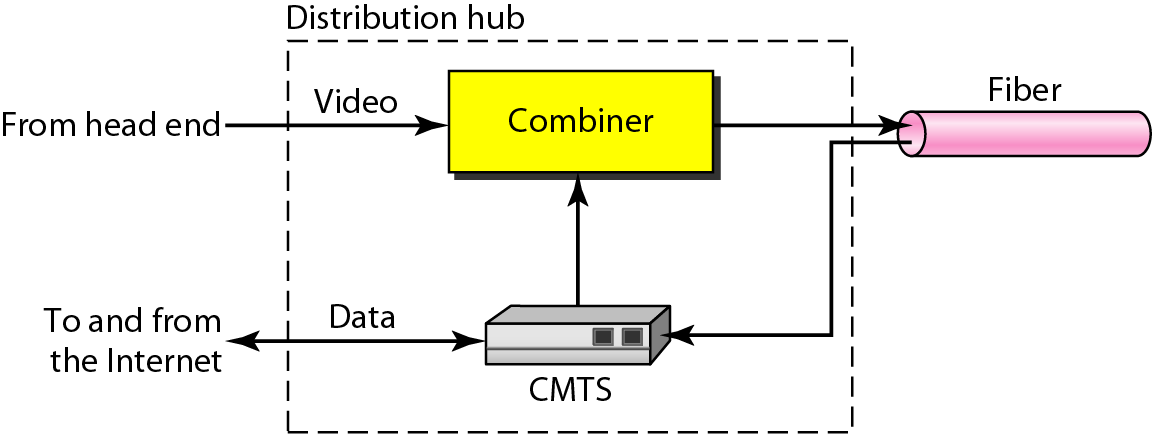 Distribution hub
Video
Combiner
Fiber
From head end
Data
To and from
the Internet
CMTS